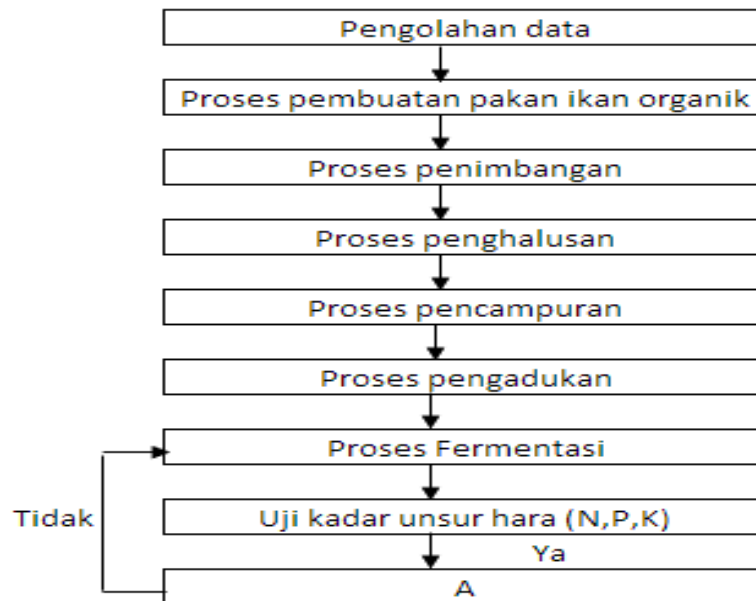 Pengolahan data
Proses pembuatan pakan ikan organik
Proses penimbangan
Proses penghalusan
Proses pencampuran
Proses pengadukan
Proses Fermentasi
Tidak
Uji kadar unsur hara (N,P,K)
Ya
A